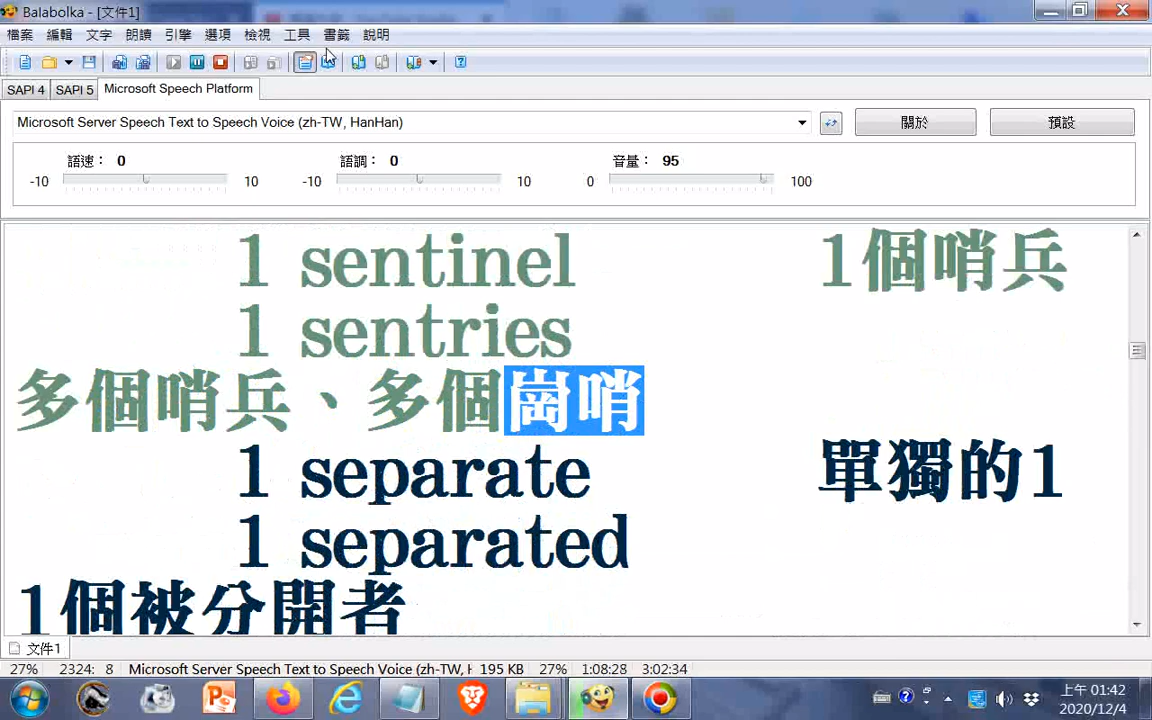 Balabolka - [文件1]
檔案 編輯 文字 朗讀 引擎 選項 檢視 工具 書籤 說明
SAPI 4 SAPI 5 Microsoft Speech Platform
Microsoft Server Speech Text to Speech Voice (zh-TW, HanHan) 關於 預設
語速： 0 語調： 0 音量： 95
-10 10 -10 10 0 100
1 sentinel 1個哨兵
1 sentries
多個哨兵、多個崗哨
1 separate 單獨的1
1 separated
1個被分開者
文件1
27% 2324: 8 Microsoft Server Speech Text to Speech Voice (zh-TW, H 195 KB 27% 1:08:28 3:02:34
上午 01:42
2020/12/4